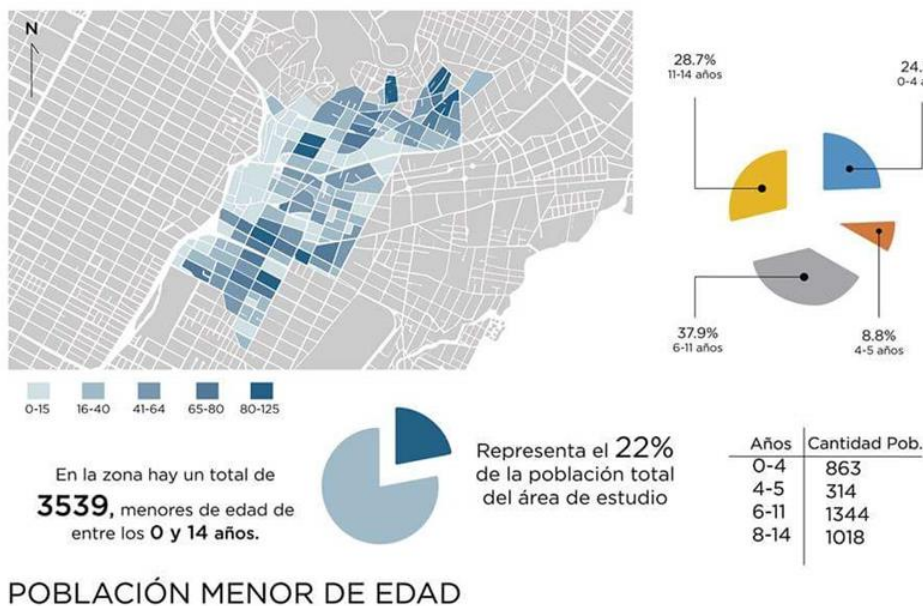 N
28.7%
11-14 años
24.
0-4
37.9%
6-11 años
8.8%
4-5 años
0-15
16-40
41-64
65-80
80-125
En la zona hay un total de
3539, menores de edad de
entre los 0 y 14 años.
Representa el 22%
de la población total
del área de estudio
Años Cantidad Pob.
0-4 863
4-5 314
6-11 1344
8-14 1018
POBLACIÓN MENOR DE EDAD